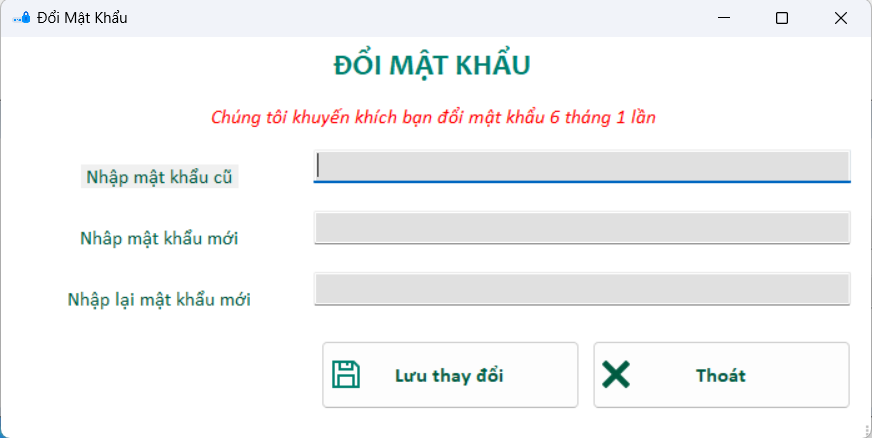 Đổi Mật Khẩu
ĐỔI MẬT KHẨU
Chúng tôi khuyến khích bạn đổi mật khẩu 6 tháng 1 lần
Nhập mật khẩu cũ
Nhâp mật khẩu mới
Nhập lại mật khẩu mới
Lưu thay đổi
Thoát